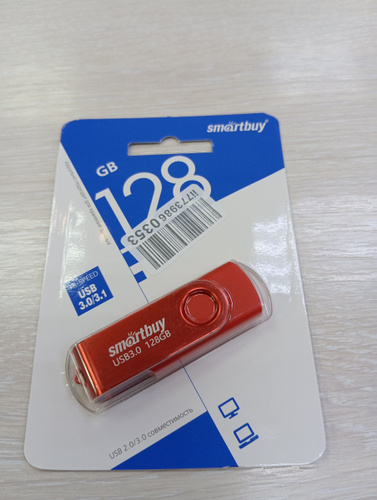 smartbuy
GB
128
ii773986 0353
SPEED
USB
3.0/3.1
smartbuy
USB3.0 128GB
USB 2.0/3.0 совместимость